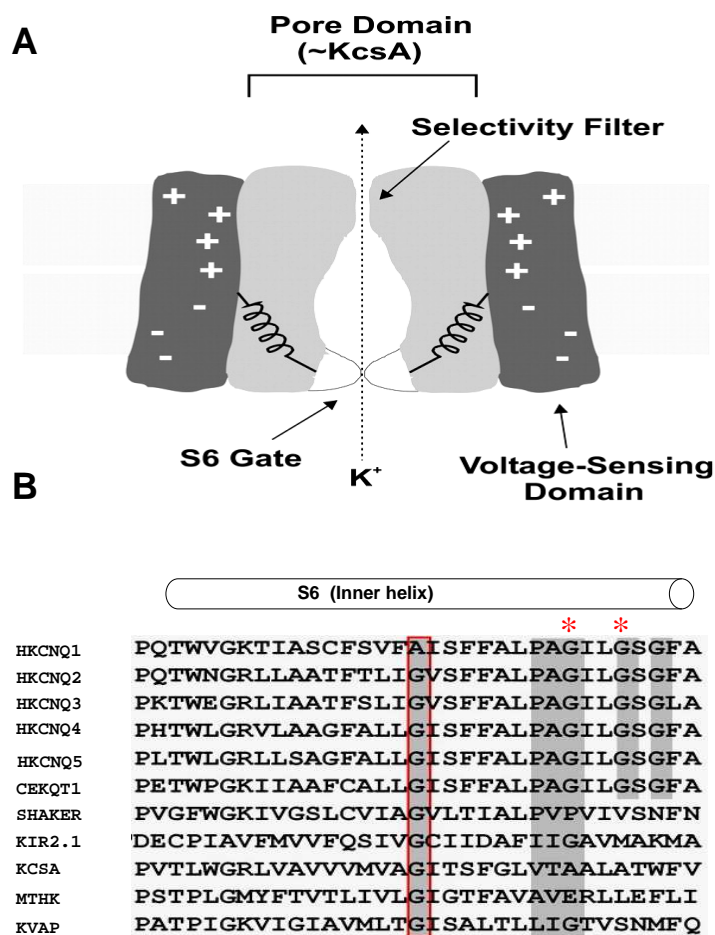 A
Pore Domain
(~KcsA)
Selectivity Filter
+ + + +
+ +
+ +
- -
- -
- -
S6 Gate
K⁺
Voltage-Sensing
Domain
B
S6 (Inner helix)
* *
HKCNQ1 PQTWVGKTIASCFSVFAISFFALPAGILGSGFA
HKCNQ2 PQTWNGRLLAATFTLIGVSFFALPAGILGSGFA
HKCNQ3 PKTWEGRLIAATFSLIGVSFFALPAGILGSGLA
HKCNQ4 PHTWLGRVLAAGFALLGISFFALPAGILGSGFA
HKCNQ5 PLTWLGRLLSAGFALLGISFFALPAGILGSGFA
CEKQT1 PETWPGKIIAAFCALLGISFFALPAGILGSGFA
SHAKER PVGFWGKIVGSLCVIAGVLTIALPVPVIVSNFN
KIR2.1 DECPIAVFMVVFQSIVGCIIDAFIIGAVMAKMA
KCSA PVTLWGRLVAVVVMVAGITSFGLVTAALATWFV
MTHK PSTPLGMYFTVTLIVLGIGTFAVAVERLLEFLI
KVAP PATPIGKVIGIAVMLTGISALTLLIGTVSNMFQ